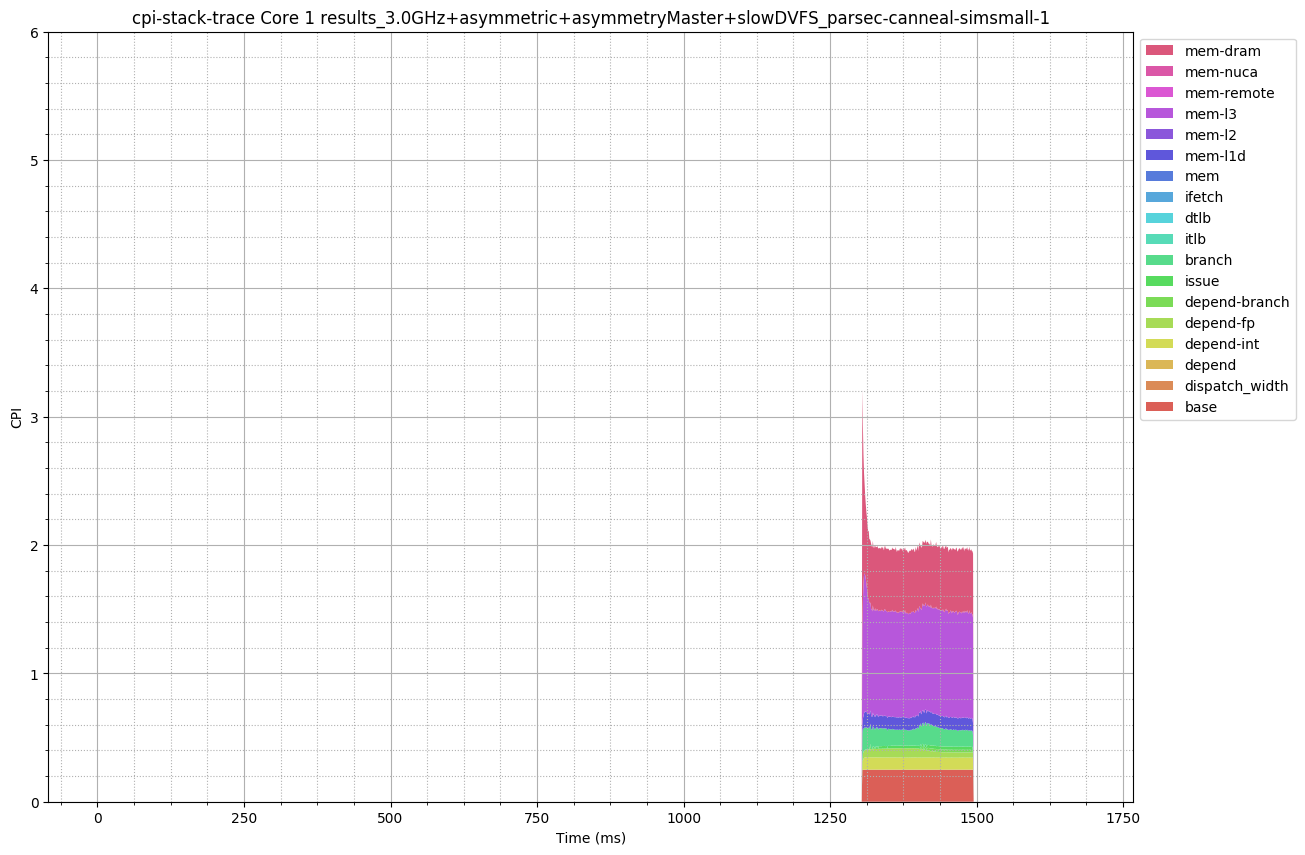 cpi-stack-trace Core 1 results_3.0GHz+asymmetric+asymmetryMaster+slowDVFS_parsec-canneal-simsmall-1
6
5
4
3
2
1
0
CPI
0
250
500
750
1000
1250
1500
1750
Time (ms)
mem-dram
mem-nuca
mem-remote
mem-l3
mem-l2
mem-l1d
mem
ifetch
dtlb
itlb
branch
issue
depend-branch
depend-fp
depend-int
depend
dispatch_width
base